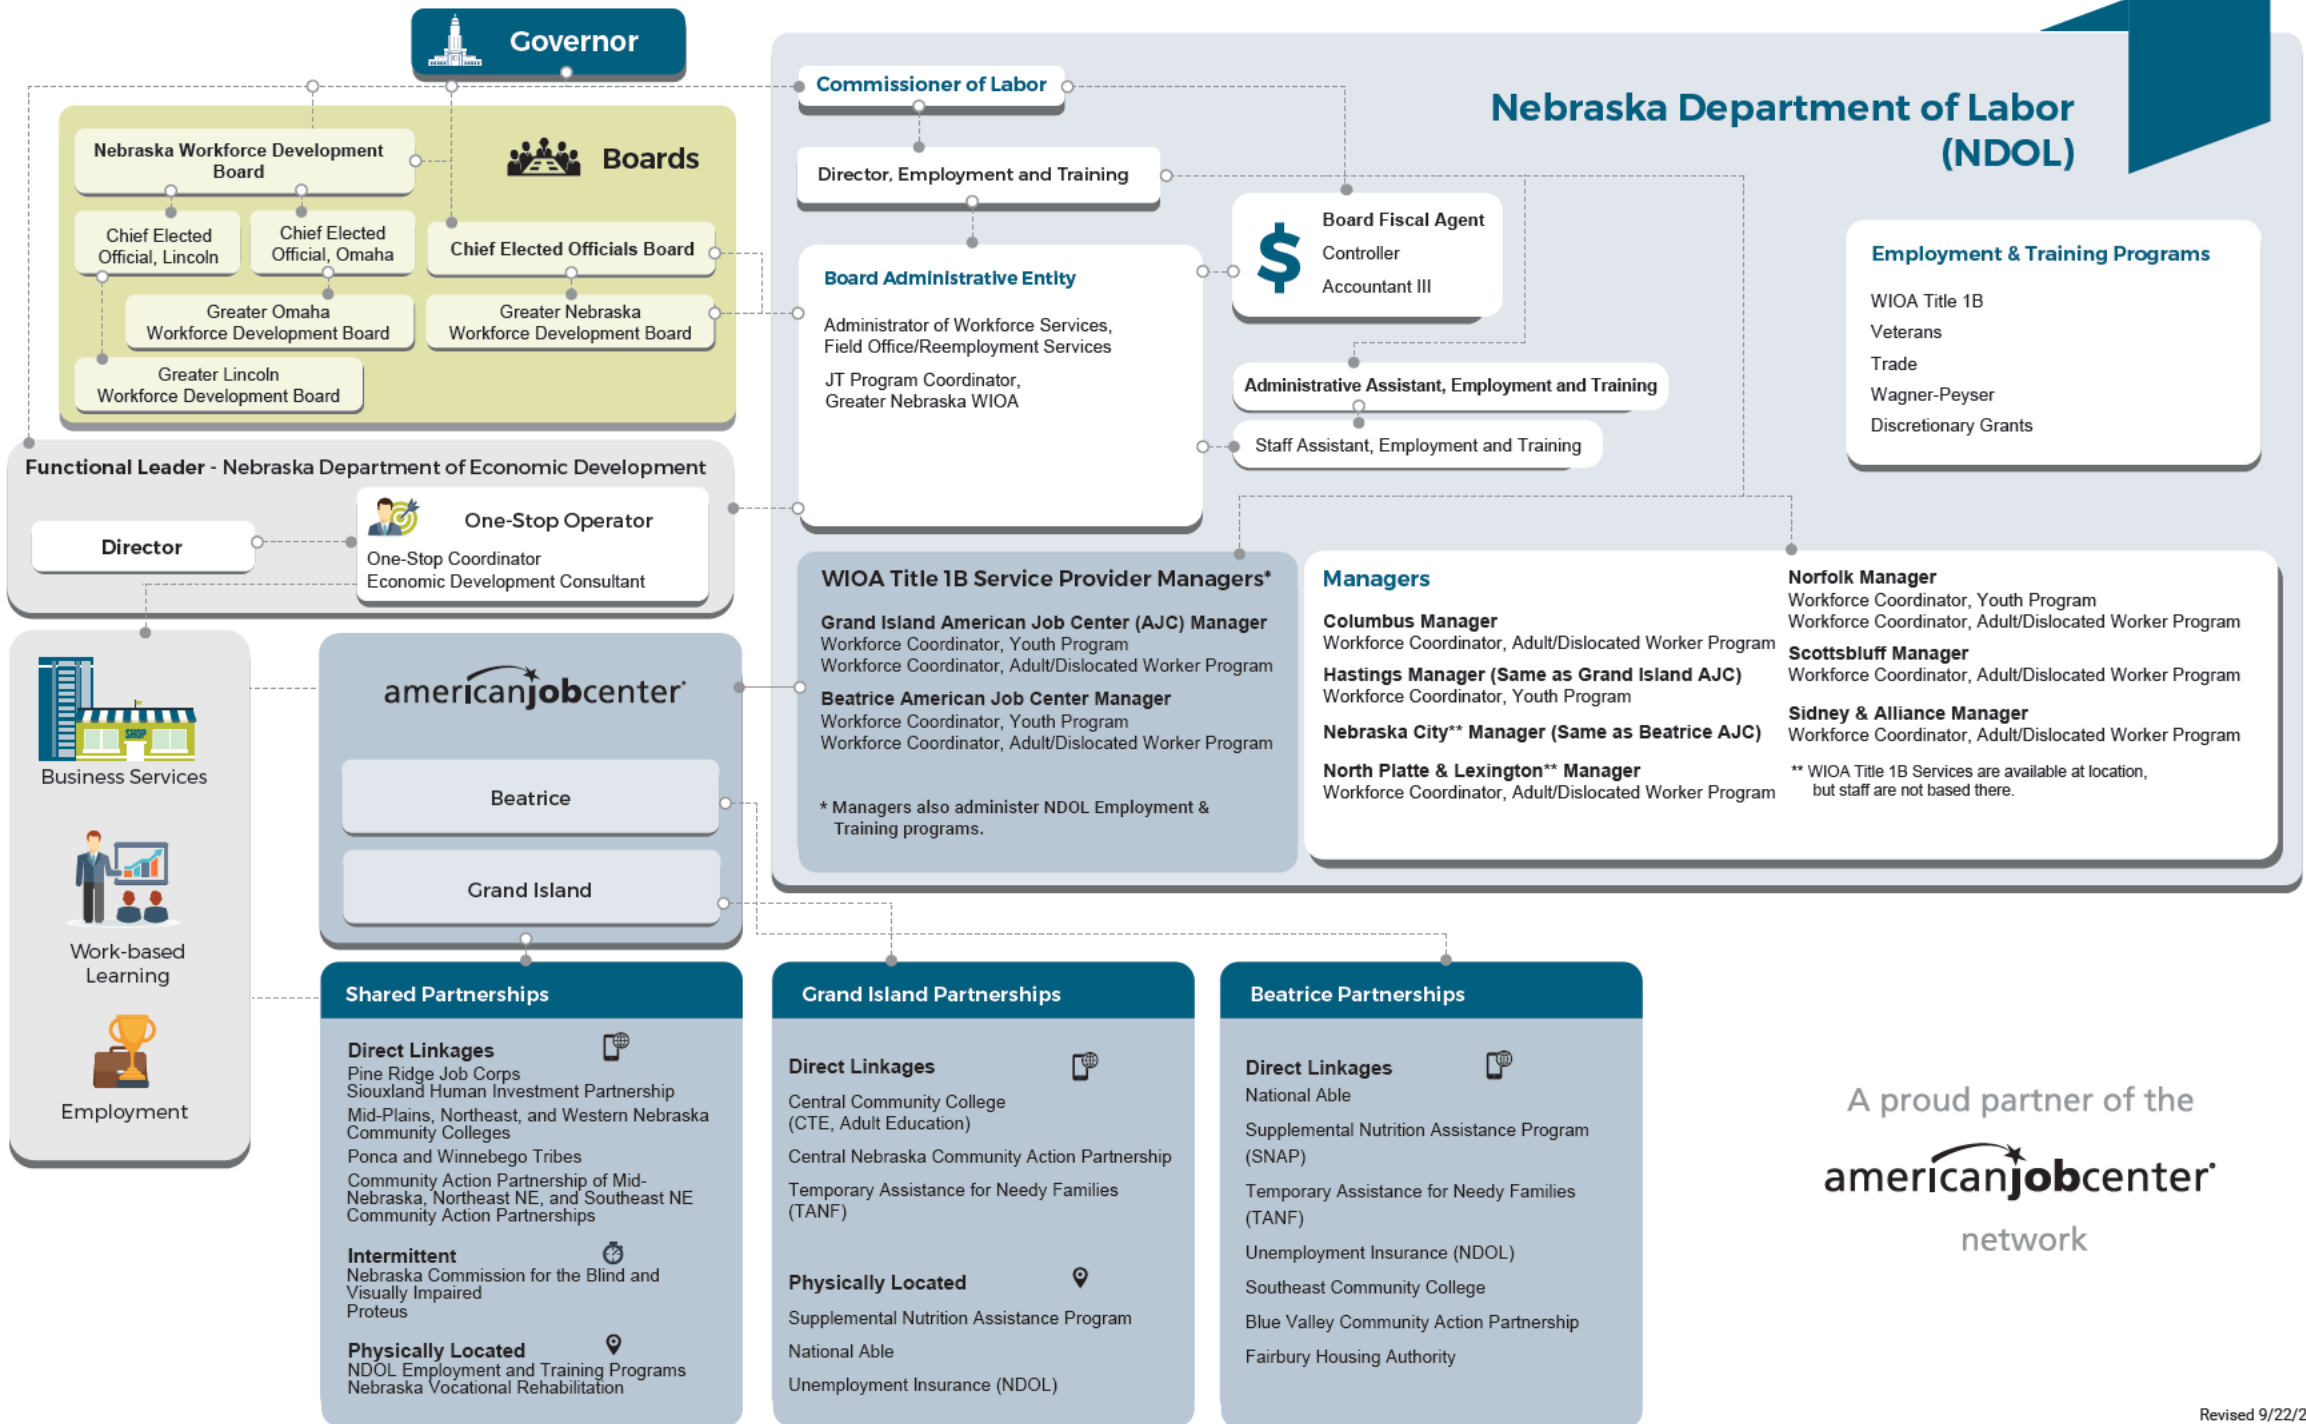 Governor
Boards
Nebraska Workforce Development
Board
Chief Elected
Official, Lincoln
Chief Elected
Official, Omaha
Chief Elected Officials Board
Greater Omaha
Workforce Development Board
Greater Nebraska
Workforce Development Board
Greater Lincoln
Workforce Development Board
Functional Leader - Nebraska Department of Economic Development
Director
One-Stop Operator
One-Stop Coordinator
Economic Development Consultant
Nebraska Department of Labor
(NDOL)
Commissioner of Labor
Director, Employment and Training
Board Administrative Entity
Administrator of Workforce Services,
Field Office/Reemployment Services
JT Program Coordinator,
Greater Nebraska WIOA
$
Board Fiscal Agent
Controller
Accountant III
Administrative Assistant, Employment and Training
Staff Assistant, Employment and Training
Employment & Training Programs
WIOA Title 1B
Veterans
Trade
Wagner-Peyser
Discretionary Grants
WIOA Title 1B Service Provider Managers*
Grand Island American Job Center (AJC) Manager
Workforce Coordinator, Youth Program
Workforce Coordinator, Adult/Dislocated Worker Program
Beatrice American Job Center Manager
Workforce Coordinator, Youth Program
Workforce Coordinator, Adult/Dislocated Worker Program
* Managers also administer NDOL Employment &
Training programs.
Managers
Columbus Manager
Workforce Coordinator, Adult/Dislocated Worker Program
Hastings Manager (Same as Grand Island AJC)
Workforce Coordinator, Youth Program
Nebraska City** Manager (Same as Beatrice AJC)
North Platte & Lexington** Manager
Workforce Coordinator, Adult/Dislocated Worker Program
Norfolk Manager
Workforce Coordinator, Youth Program
Workforce Coordinator, Adult/Dislocated Worker Program
Scottsbluff Manager
Workforce Coordinator, Adult/Dislocated Worker Program
Sidney & Alliance Manager
Workforce Coordinator, Adult/Dislocated Worker Program
** WIOA Title 1B Services are available at location,
but staff are not based there.
SHOP
Business Services
Work-based
Learning
Employment
americanjobcenter
Beatrice
Grand Island
Shared Partnerships
Direct Linkages
Pine Ridge Job Corps
Siouxland Human Investment Partnership
Mid-Plains, Northeast, and Western Nebraska
Community Colleges
Ponca and Winnebego Tribes
Community Action Partnership of Mid-
Nebraska, Northeast NE, and Southeast NE
Community Action Partnerships
Intermittent
Nebraska Commission for the Blind and
Visually Impaired
Proteus
Physically Located
NDOL Employment and Training Programs
Nebraska Vocational Rehabilitation
Grand Island Partnerships
Direct Linkages
Central Community College
(CTE, Adult Education)
Central Nebraska Community Action Partnership
Temporary Assistance for Needy Families
(TANF)
Physically Located
Supplemental Nutrition Assistance Program
National Able
Unemployment Insurance (NDOL)
Beatrice Partnerships
Direct Linkages
National Able
Supplemental Nutrition Assistance Program
(SNAP)
Temporary Assistance for Needy Families
(TANF)
Unemployment Insurance (NDOL)
Southeast Community College
Blue Valley Community Action Partnership
Fairbury Housing Authority
A proud partner of the
americanjobcenter
network
Revised 9/22/2